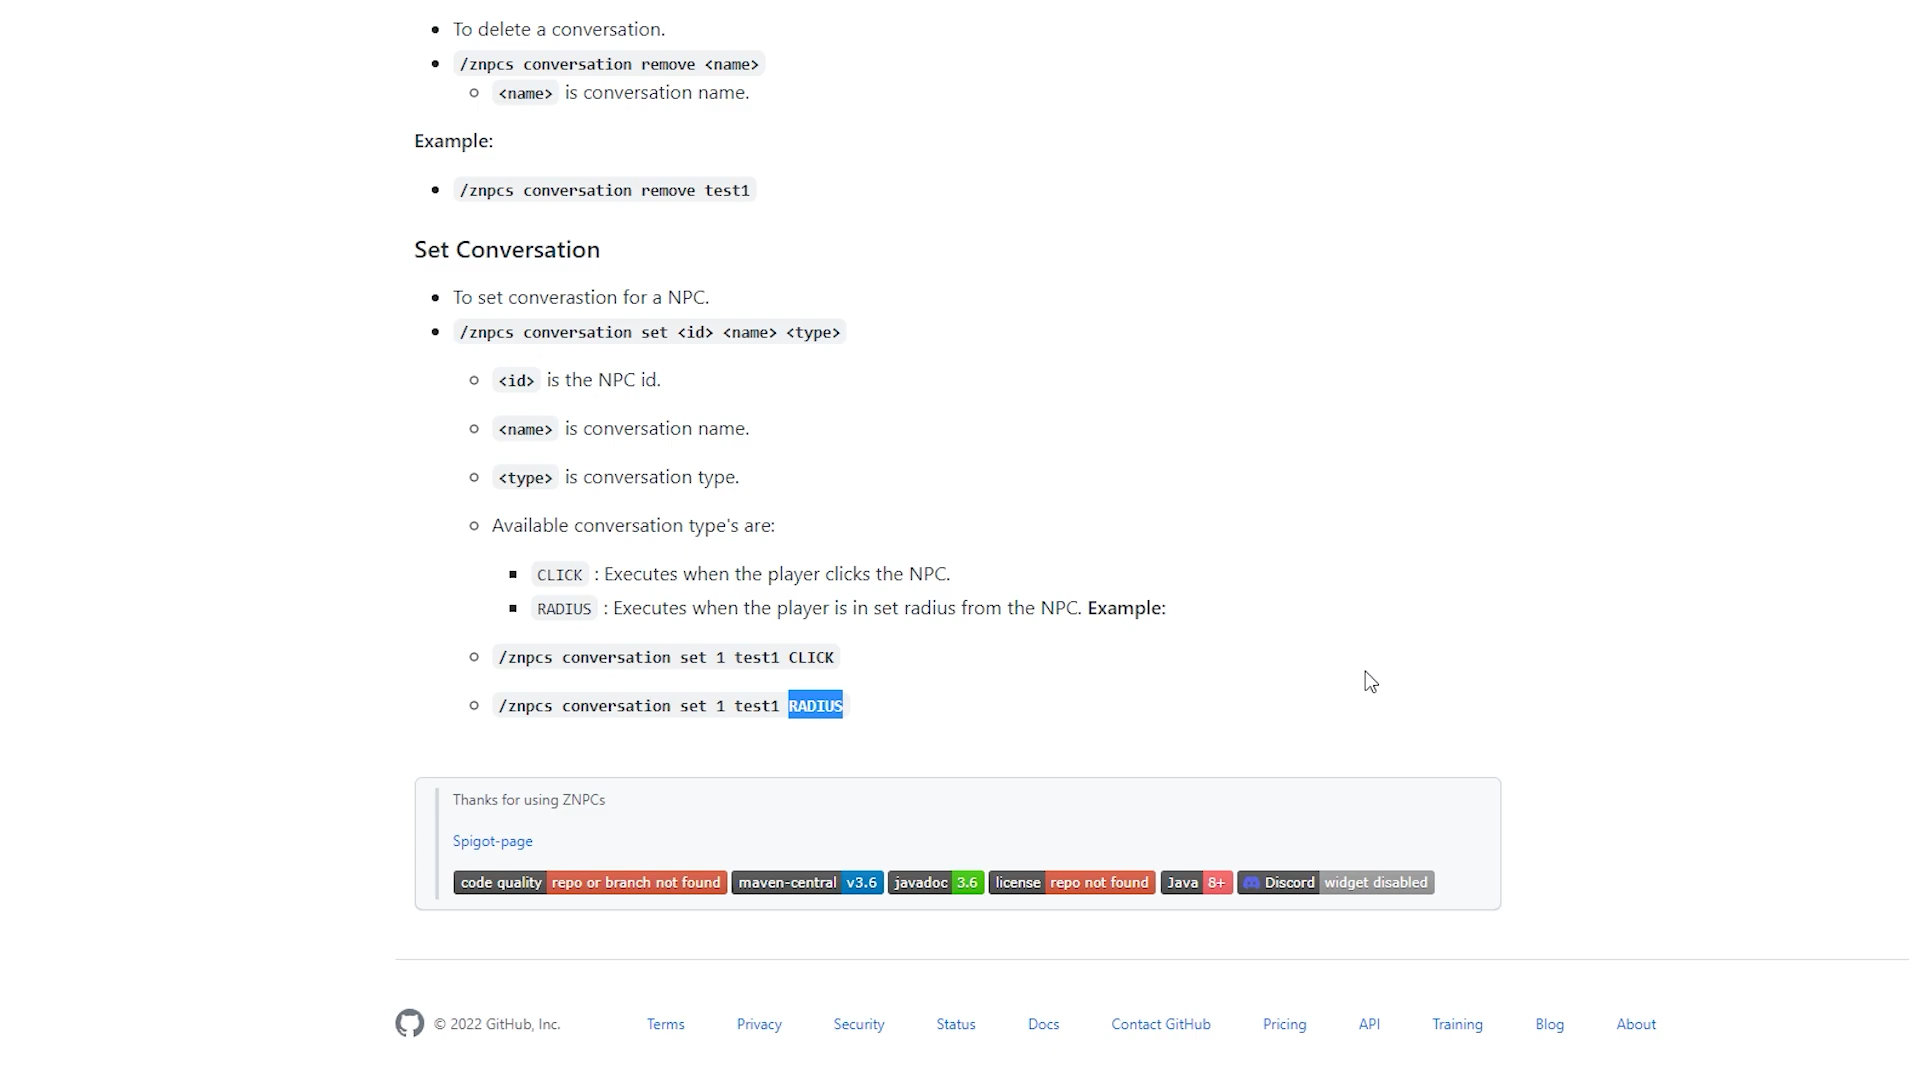 To delete a conversation.
/znpcs conversation remove <name>
<name> is conversation name.
Example:
/znpcs conversation remove test1
Set Conversation
To set converastion for a NPC.
/znpcs conversation set <id> <name> <type>
<id> is the NPC id.
<name> is conversation name.
<type> is conversation type.
Available conversation type's are:
CLICK : Executes when the player clicks the NPC.
RADIUS : Executes when the player is in set radius from the NPC. Example:
/znpcs conversation set 1 test1 CLICK
/znpcs conversation set 1 test1 RADIUS
Thanks for using ZNPCs
Spigot-page
code quality repo or branch not found maven-central v3.6 javadoc 3.6 license repo not found Java 8+ Discord widget disabled
© 2022 GitHub, Inc. Terms Privacy Security Status Docs Contact GitHub Pricing API Training Blog About